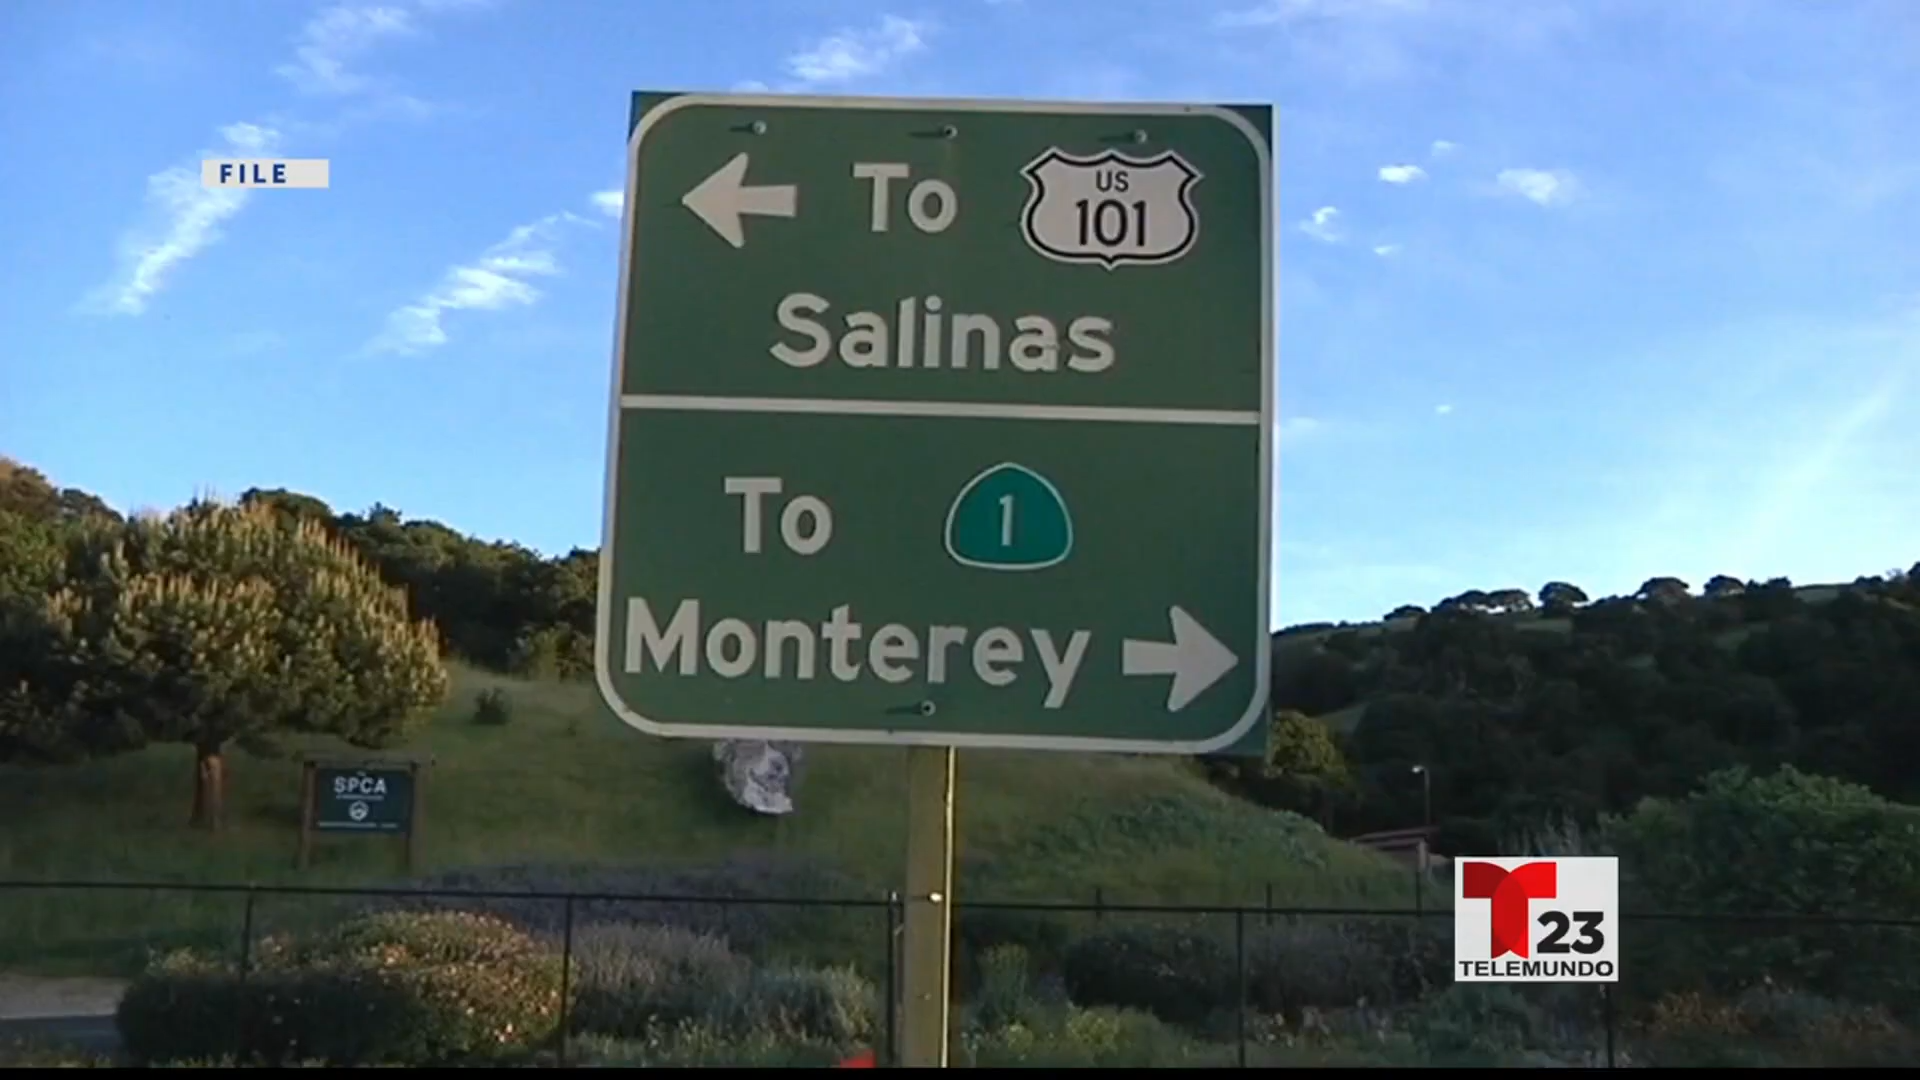 FILE
To US 101
Salinas
To 1
Monterey
SPCA
T 23
TELEMUNDO